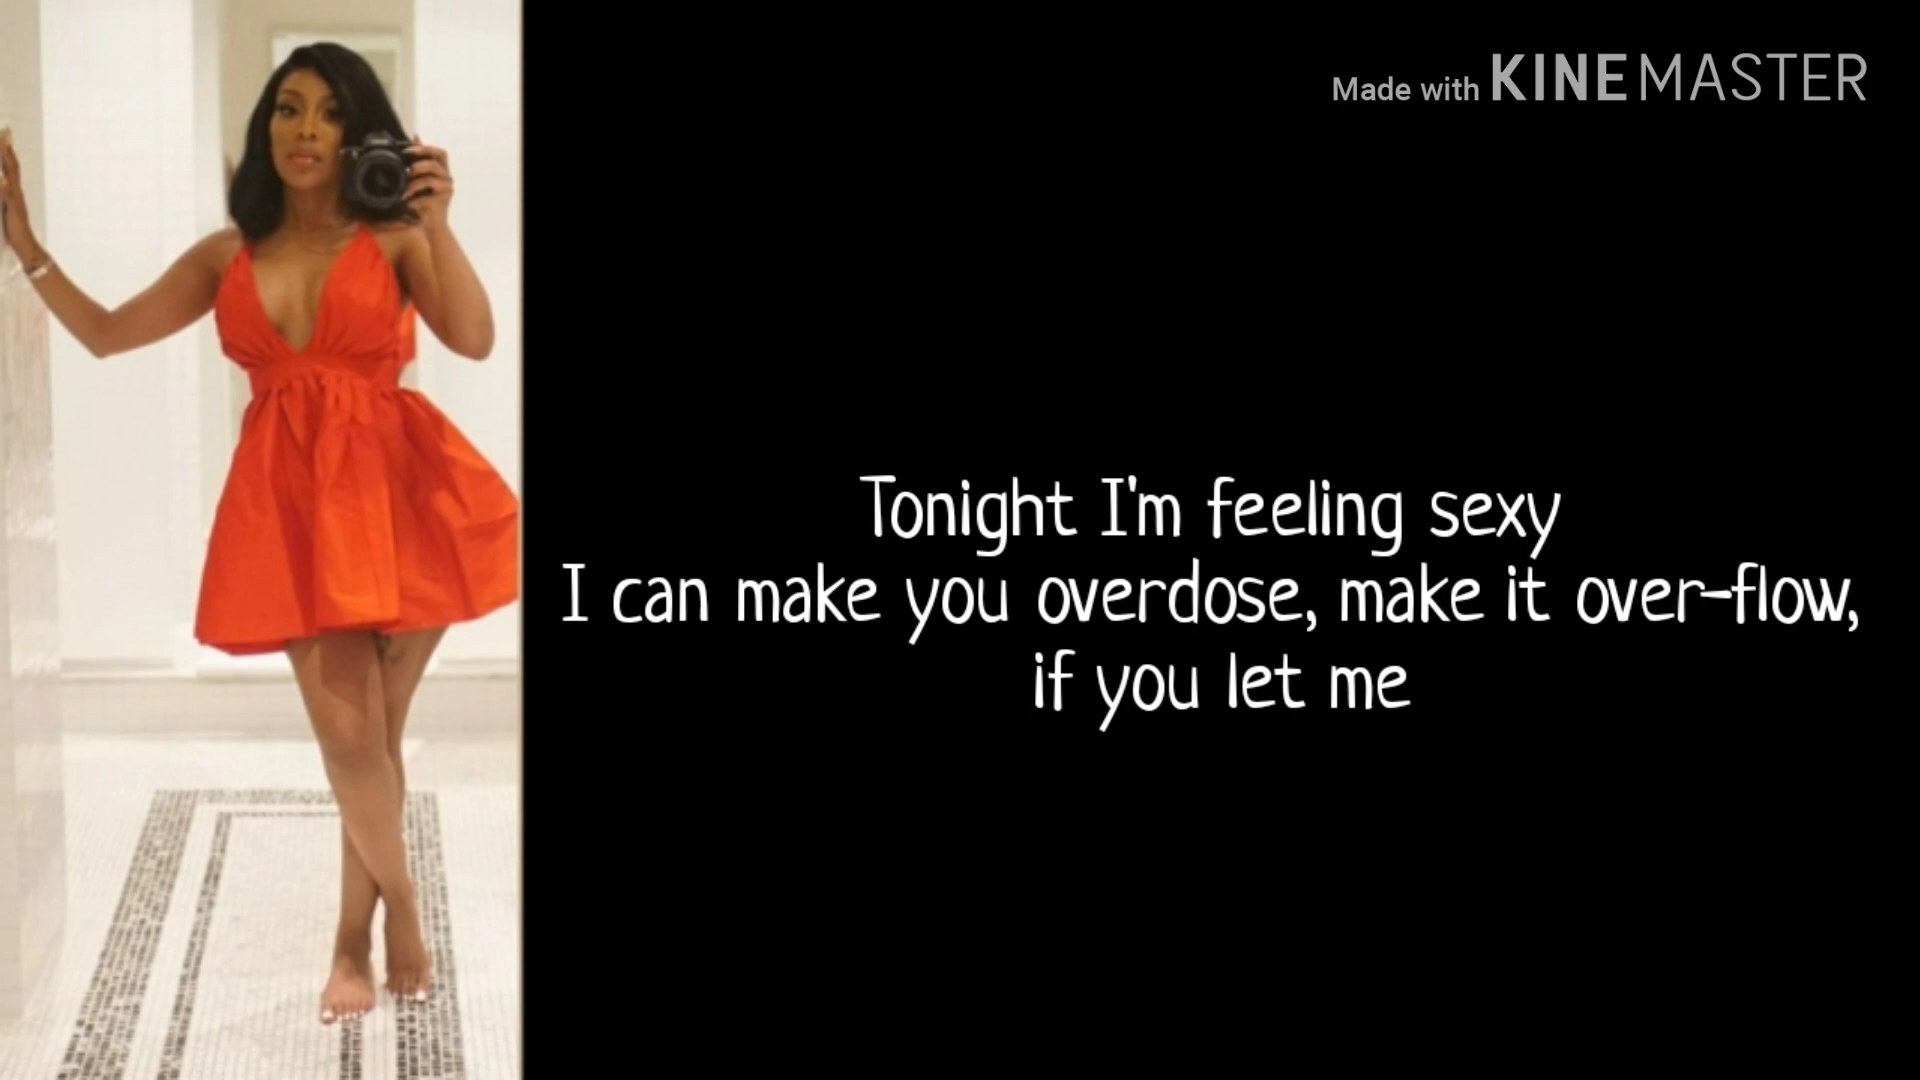 Made with KINEMASTER
Tonight I'm feeling sexy
I can make you overdose, make it over-flow,
if you let me